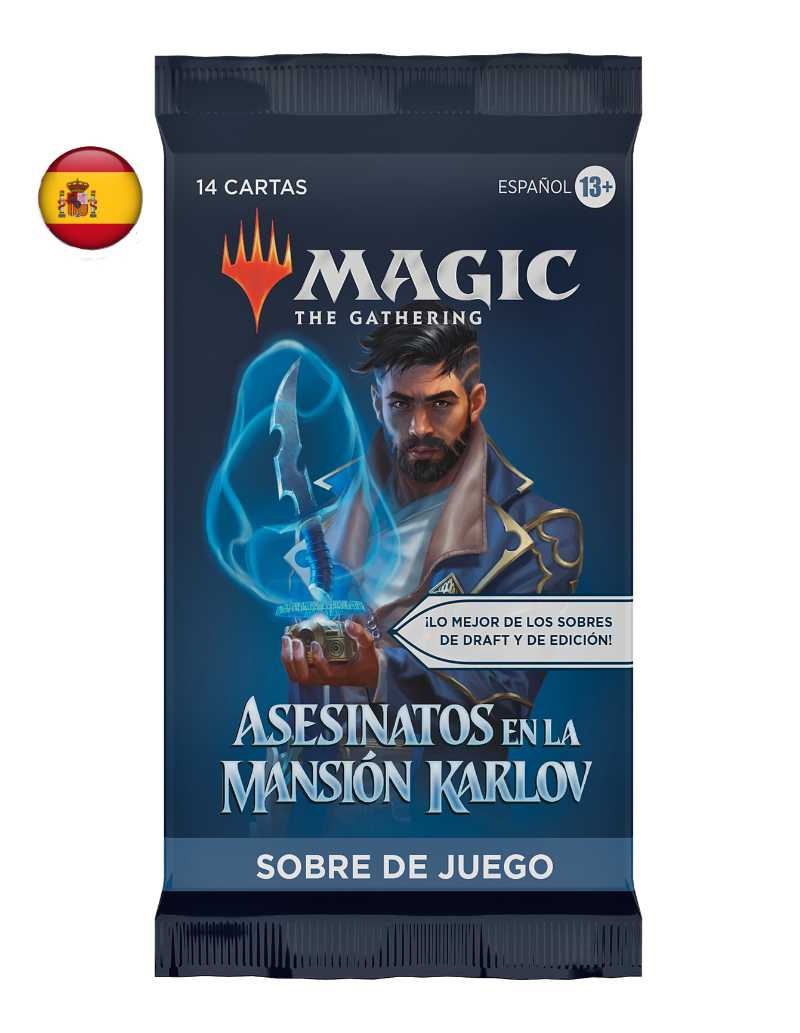 14 CARTAS
ESPAÑOL 13+
MAGIC
THE GATHERING
¡LO MEJOR DE LOS SOBRES
DE DRAFT Y DE EDICIÓN!
ASESINATOS EN LA
MANSIÓN KARLOV
SOBRE DE JUEGO